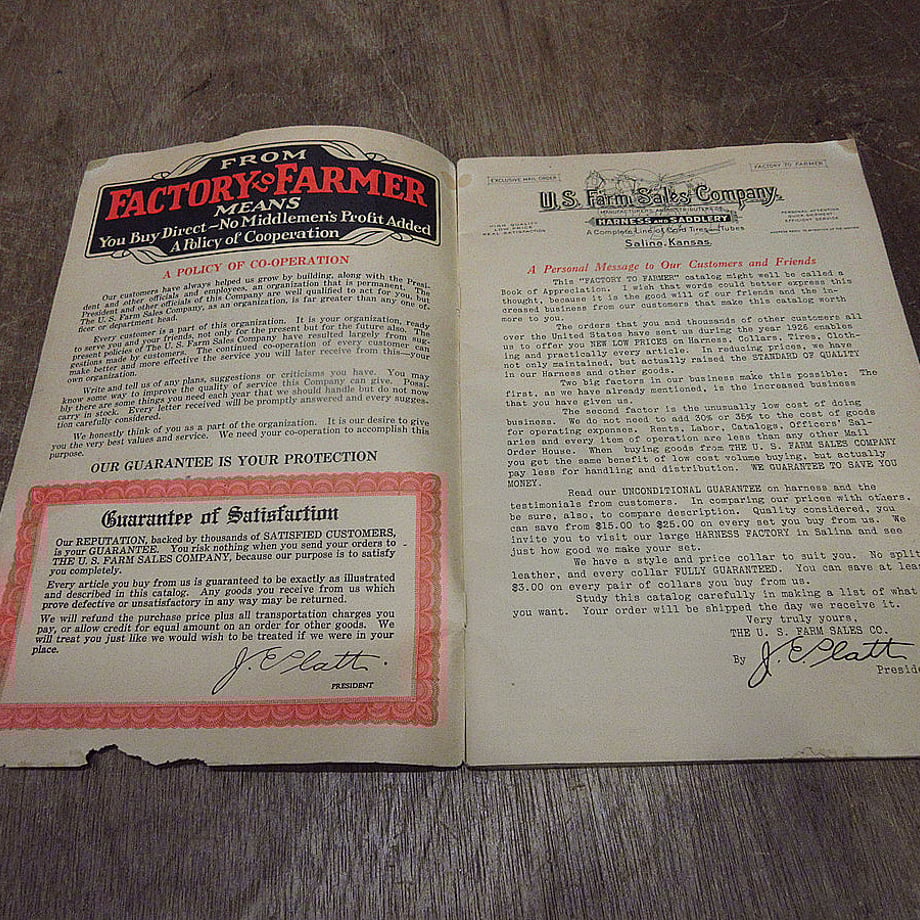 FROM
FACTORY TO FARMER
MEANS
You Buy Direct-No Middlemen's Profit Added
A Policy of Cooperation
A POLICY OF CO-OPERATION
Our customers have always helped us grow by building, along with the Presi-
dent and other officials and employees, an organization that is permanent. The
President and other officials of this Company are well qualified to act for you, but
The U. S. Farm Sales Company, as an organization, is far greater than any one of-
ficer or department head.
Every customer is a part of this organization. It is your organization, ready
to serve you and your friends, not only for the present but for the future also. The
present policies of The U. S. Farm Sales Company have resulted largely from sug-
gestions made by customers. The continued co-operation of every customer can
make better and more effective the service you will later receive from this—your
own organization.
Write and tell us of any plans, suggestions or criticisms you have. You may
know some way to improve the quality of service this Company can give. Possi-
bly there are some things you need each year that we should handle but do not now
carry in stock. Every letter received will be promptly answered and every sugges-
tion carefully considered.
We honestly think of you as a part of the organization. It is our desire to give
you the very best values and service. We need your co-operation to accomplish this
purpose.
OUR GUARANTEE IS YOUR PROTECTION
Guarantee of Satisfaction
Our REPUTATION, backed by thousands of SATISFIED CUSTOMERS,
is your GUARANTEE. You risk nothing when you send your orders to
THE U. S. FARM SALES COMPANY, because our purpose is to satisfy
you completely.
Every article you buy from us is guaranteed to be exactly as illustrated
and described in this catalog. Any goods you receive from us which
prove defective or unsatisfactory in any way may be returned.
We will refund the purchase price plus all transportation charges you
pay, or allow credit for equal amount on an order for other goods. We
will treat you just like we would wish to be treated if we were in your
place.
J. E. Platt.
PRESIDENT
EXCLUSIVE MAIL ORDER
FACTORY TO FARMER
U.S. Farm Sales Company.
MANUFACTURERS AND DISTRIBUTERS OF
HARNESS AND SADDLERY
A Complete Line of Cord Tires and Tubes
Salina, Kansas.
HIGH QUALITY
LOW PRICE
REAL SATISFACTION
PERSONAL ATTENTION
QUICK SHIPMENT
EFFICIENT SERVICE
A Personal Message to Our Customers and Friends
This "FACTORY TO FARMER" catalog might well be called a
Book of Appreciation. I wish that words could better express this
thought, because it is the good will of our friends and the in-
creased business from our customers that make this catalog worth
more to you.
The orders that you and thousands of other customers all
over the United States have sent us during the year 1926 enables
us to offer you NEW LOW PRICES on Harness, Collars, Tires, Cloth-
ing and practically every article. In reducing prices, we have
not only maintained, but actually raised the STANDARD OF QUALITY
in our Harness and other goods.
Two big factors in our business make this possible: The
first, as we have already mentioned, is the increased business
that you have given us.
The second factor is the unusually low cost of doing
business. We do not need to add 30% or 35% to the cost of goods
for operating expenses. Rents, Labor, Catalogs, Officers' Sal-
aries and every item of operating are less than any other Mail
Order House. When buying goods from THE U. S. FARM SALES COMPANY
you get the same benefit of low cost volume buying, but actually
pay less for handling and distribution. WE GUARANTEE TO SAVE YOU
MONEY.
Read our UNCONDITIONAL GUARANTEE on harness and the
testimonials from customers. In comparing our prices with others,
be sure, also, to compare description. Quality considered, you
can save from $15.00 to $25.00 on every set you buy from us. We
invite you to visit our large HARNESS FACTORY in Salina and see
just how good we make your set.
We have a style and price collar to suit you. No split
leather, and every collar FULLY GUARANTEED. You can save at leas
$3.00 on every pair of collars you buy from us.
Study this catalog carefully in making a list of what
you want. Your order will be shipped the day we receive it.
Very truly yours,
THE U. S. FARM SALES CO.
By J. E. Platt
Preside